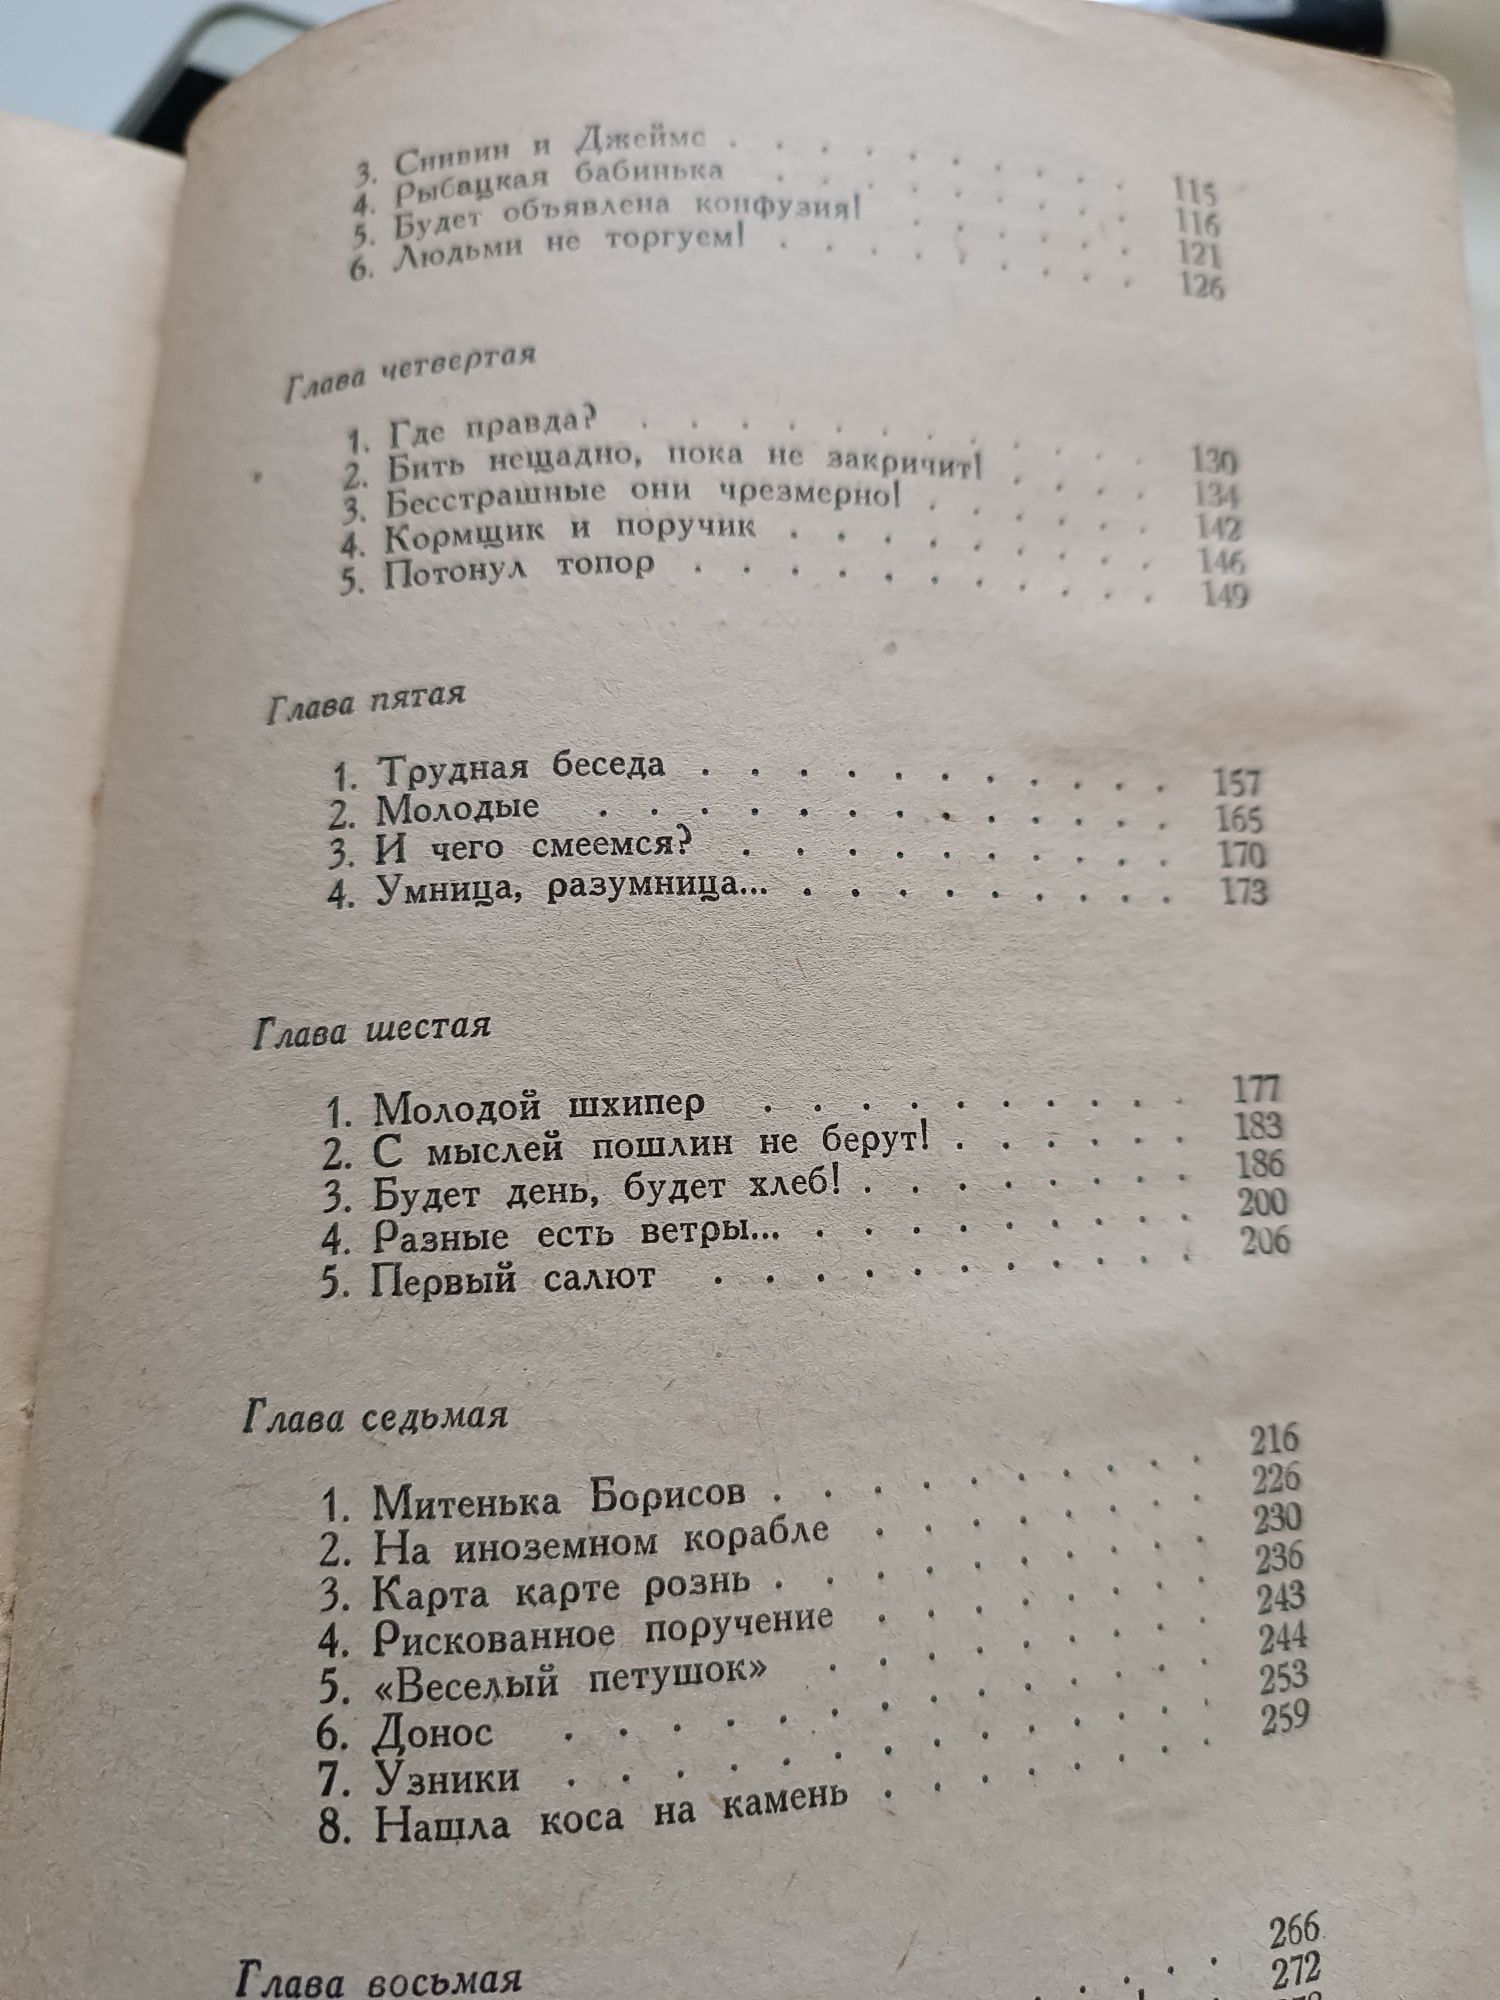 3. Снивин и Джеймс . . . . . . . . . . 115
4. Рыбацкая бабинька . . . . . . . . . 116
5. Будет объявлена конфузия! . . . . . . 121
6. Людьми не торгуем! . . . . . . . . . 126
Глава четвертая
1. Где правда? . . . . . . . . . . . . 130
2. Бить нещадно, пока не закричит! . . . . 134
3. Бесстрашные они чрезмерно! . . . . . . 142
4. Кормщик и поручик . . . . . . . . . 146
5. Потонул топор . . . . . . . . . . . 149
Глава пятая
1. Трудная беседа . . . . . . . . . . . 157
2. Молодые . . . . . . . . . . . . . 165
3. И чего смеемся? . . . . . . . . . . 170
4. Умница, разумница... . . . . . . . . . 173
Глава шестая
1. Молодой шхипер . . . . . . . . . . 177
2. С мыслей пошлин не берут! . . . . . . 183
3. Будет день, будет хлеб! . . . . . . . . 186
4. Разные есть ветры... . . . . . . . . . 200
5. Первый салют . . . . . . . . . . . 206
Глава седьмая
1. Митенька Борисов . . . . . . . . . . 216
2. На иноземном корабле . . . . . . . . 226
3. Карта карте рознь . . . . . . . . . . 230
4. Рискованное поручение . . . . . . . . 236
5. «Веселый петушок» . . . . . . . . . 243
6. Донос . . . . . . . . . . . . . . 244
7. Узники . . . . . . . . . . . . . . 253
8. Нашла коса на камень . . . . . . . . 259
Глава восьмая
266
272